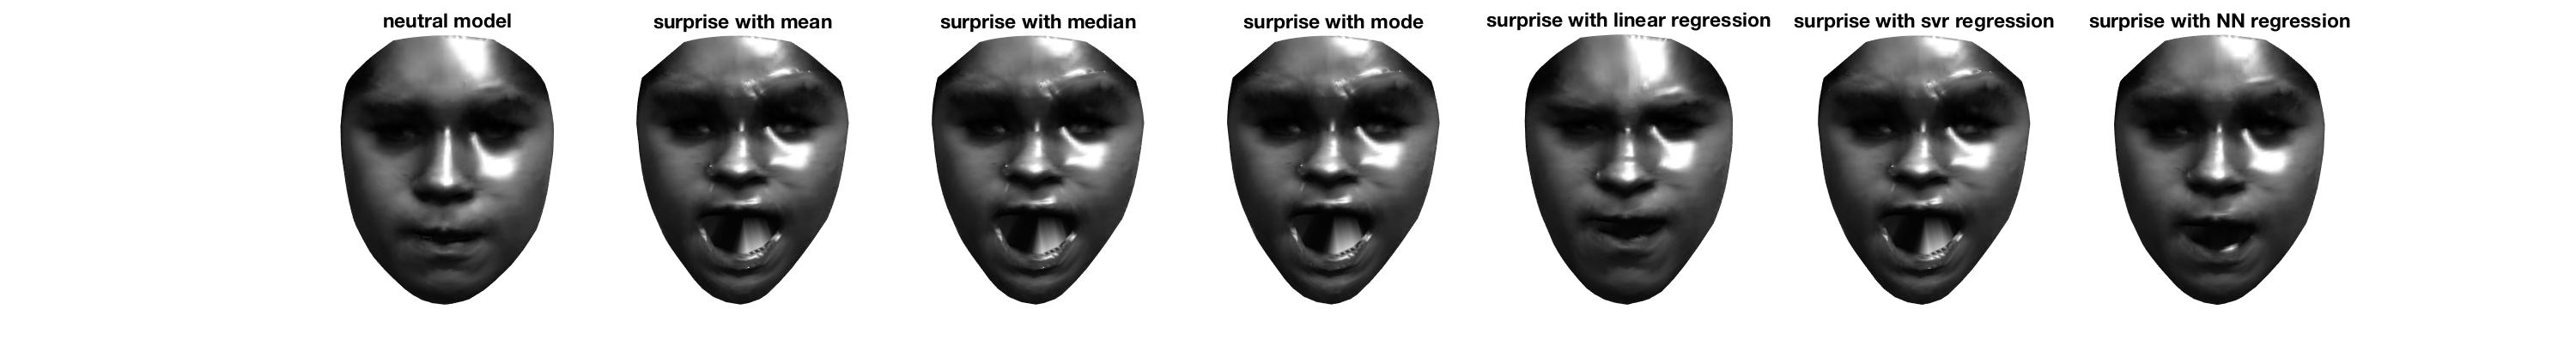 neutral model
surprise with mean
surprise with median
surprise with mode
surprise with linear regression
surprise with svr regression
surprise with NN regression